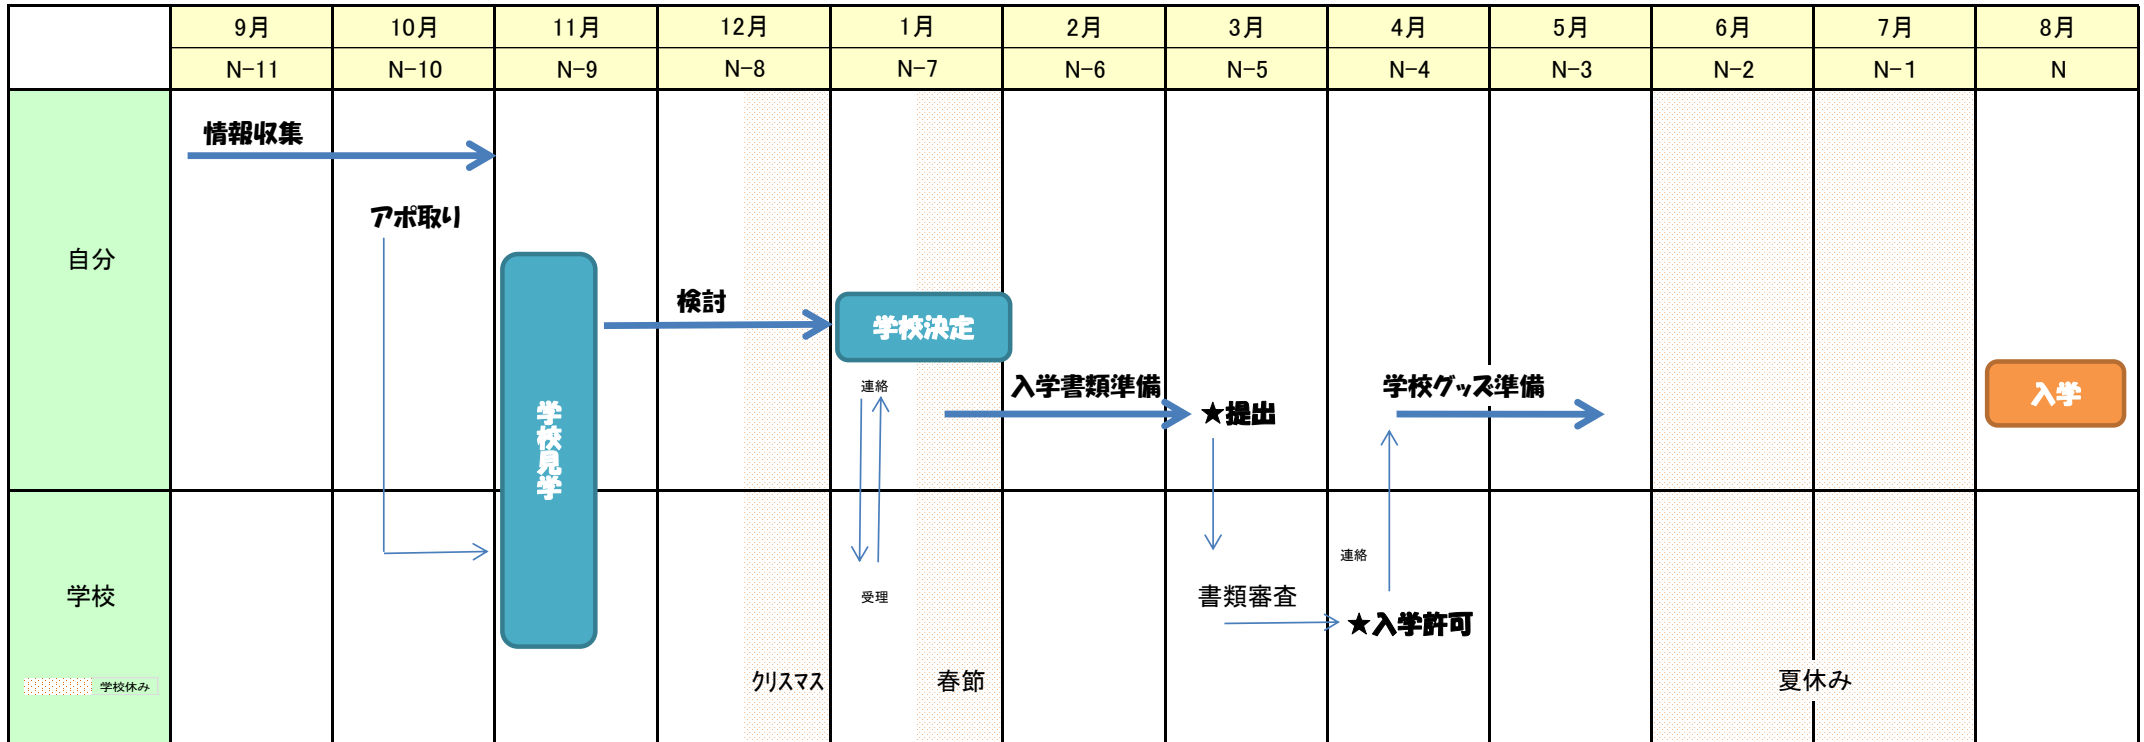 9月 10月 11月 12月 1月 2月 3月 4月 5月 6月 7月 8月
N-11 N-10 N-9 N-8 N-7 N-6 N-5 N-4 N-3 N-2 N-1 N
自分
情報収集
アポ取り
学校見学
検討
学校決定
連絡
入学書類準備
★提出
学校グッズ準備
入学
学校
受理
書類審査
連絡
★入学許可
学校休み
クリスマス
春節
夏休み